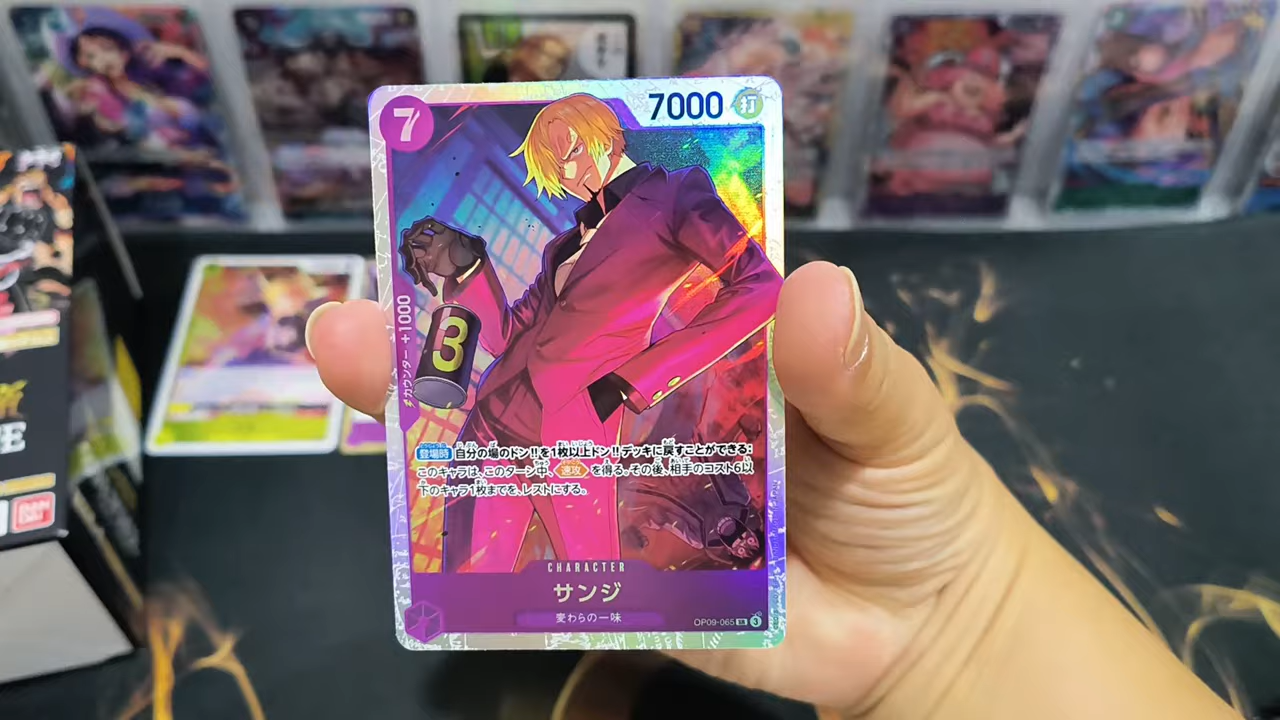 7
7000
打
カウンター +1000
3
登場時 自分の場のドン!!を1枚以上ドン!!デッキに戻すことができる:
このキャラは、このターン中、速攻を得る。その後、相手のコスト6以
下のキャラ1枚までを、レストにする。
CHARACTER
サンジ
麦わらの一味
OP09-065 SR 3